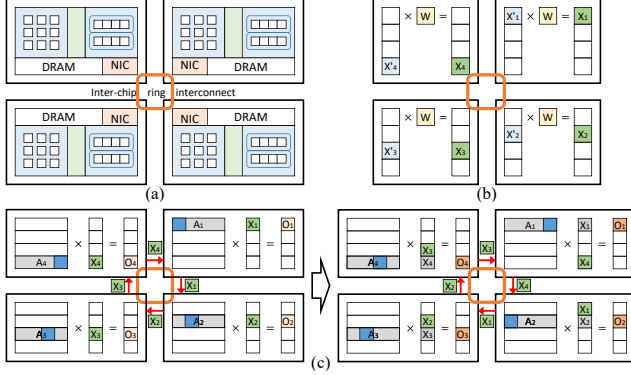 DRAM NIC NIC DRAM
Inter-chip ring interconnect
DRAM NIC NIC DRAM
(a)
× W = X'1 × W = X1
X'4 X4
× W = × W =
X'2 X2
X'3 X3
(b)
A1 X1 O1
× = X4 × =
A4 X4 O4
X3 X1
X2
A2 X2 O2
× = × =
A3 X3 O3
A1 X1 O1
× = X3 × =
X3
A4 X4 O4 X4
X2 X4
X1
X1
A2 X2 O2
× = × =
X2
A3 X3 O3
(c)